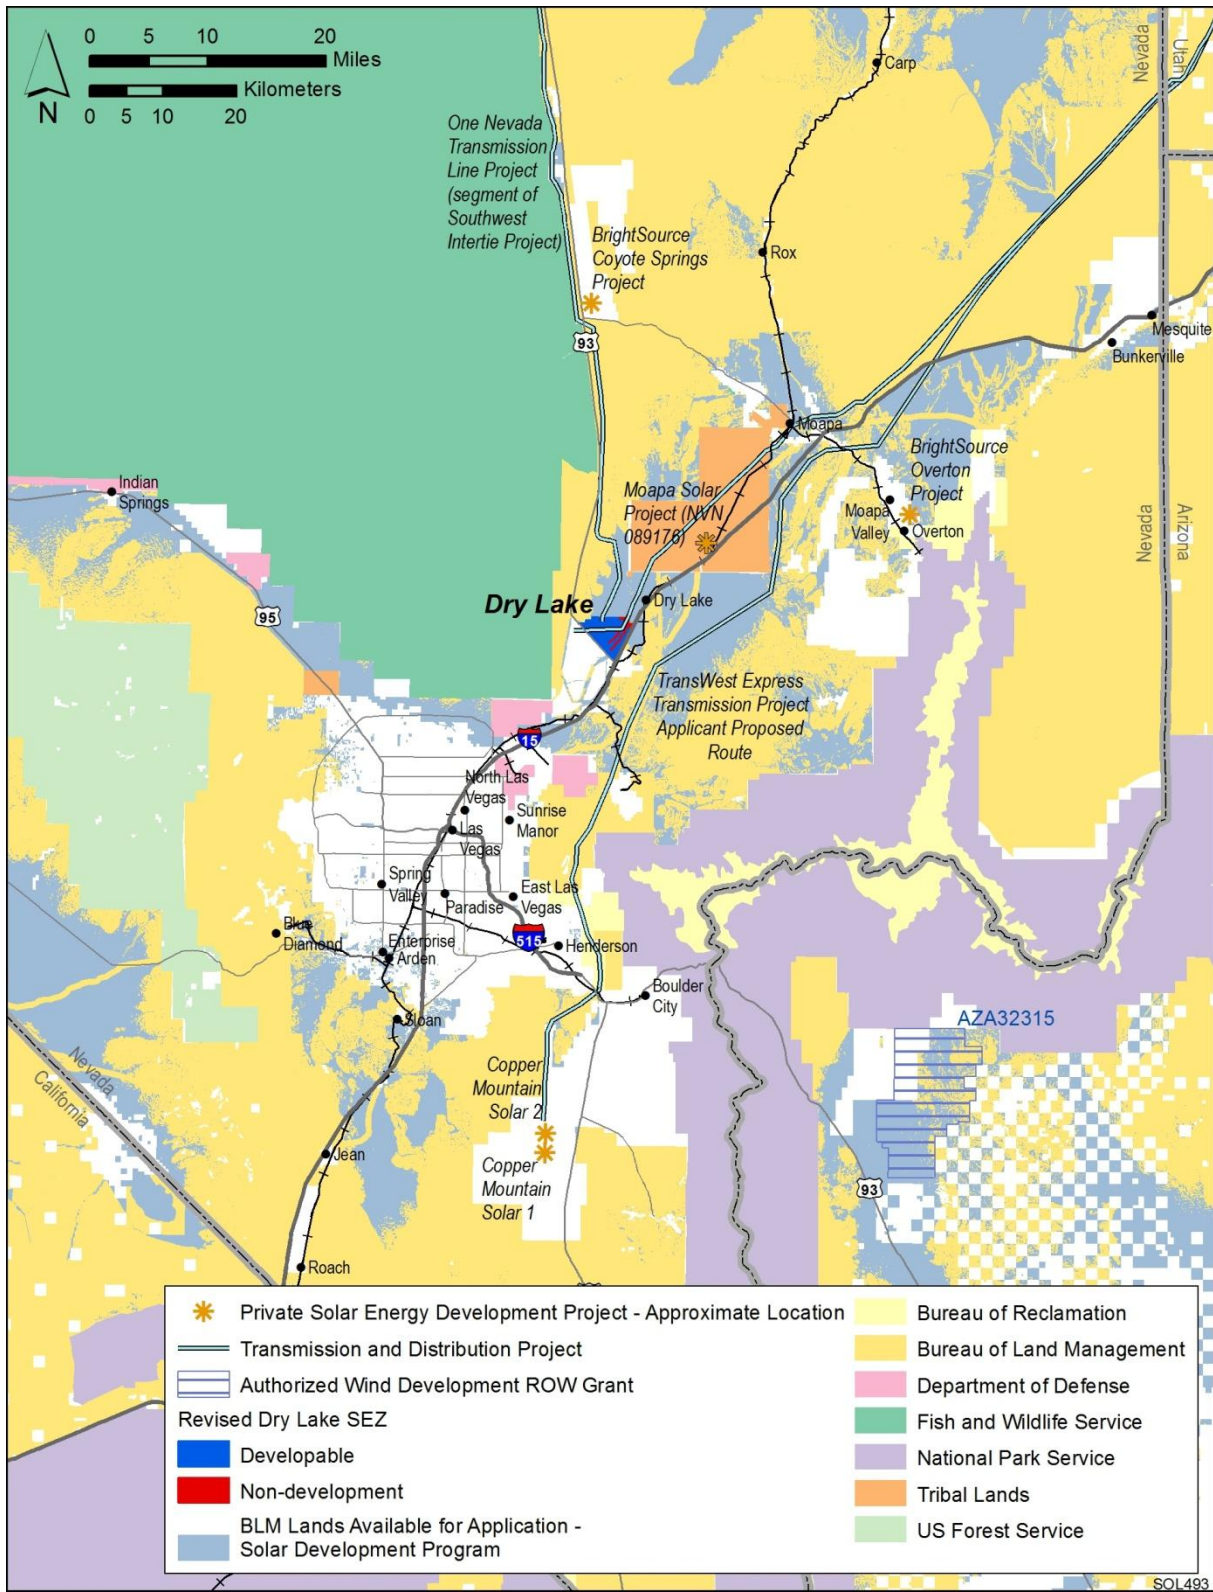 0 5 10 20
Miles
Kilometers
0 5 10 20
N
Nevada
Utah
Carp
One Nevada
Transmission
Line Project
(segment of
Southwest
Intertie Project)
BrightSource
Coyote Springs
Project
Rox
93
Mesquite
Bunkerville
Moapa
BrightSource
Overton
Project
Indian
Springs
Moapa Solar
Project (NVN
089176)
Moapa
Valley
Overton
Nevada
Arizona
95
Dry Lake
Dry Lake
TransWest Express
Transmission Project
Applicant Proposed
Route
15
North Las
Vegas
Sunrise
Manor
Las
Vegas
Spring
Valley
Paradise
East Las
Vegas
Blue
Diamond
Enterprise
Arden
515
Henderson
Boulder
City
Sloan
AZA32315
Nevada
California
Copper
Mountain
Solar 2
Jean
Copper
Mountain
Solar 1
93
Roach
Private Solar Energy Development Project - Approximate Location
Transmission and Distribution Project
Authorized Wind Development ROW Grant
Revised Dry Lake SEZ
Developable
Non-development
BLM Lands Available for Application -
Solar Development Program
Bureau of Reclamation
Bureau of Land Management
Department of Defense
Fish and Wildlife Service
National Park Service
Tribal Lands
US Forest Service
SOL493